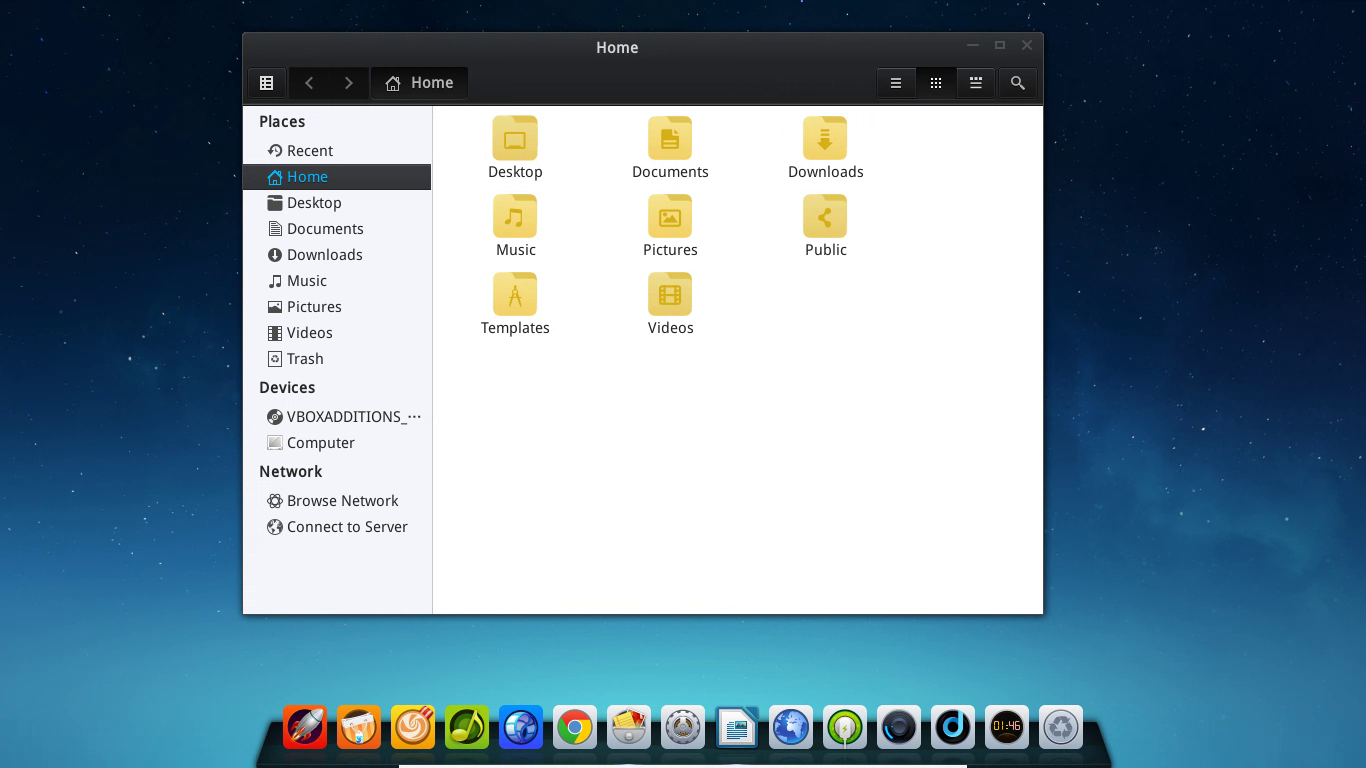 Home
Home
Places
Recent
Home
Desktop
Documents
Downloads
Music
Pictures
Videos
Trash
Devices
VBOXADDITIONS_···
Computer
Network
Browse Network
Connect to Server
Desktop
Documents
Downloads
Music
Pictures
Public
Templates
Videos
01:46